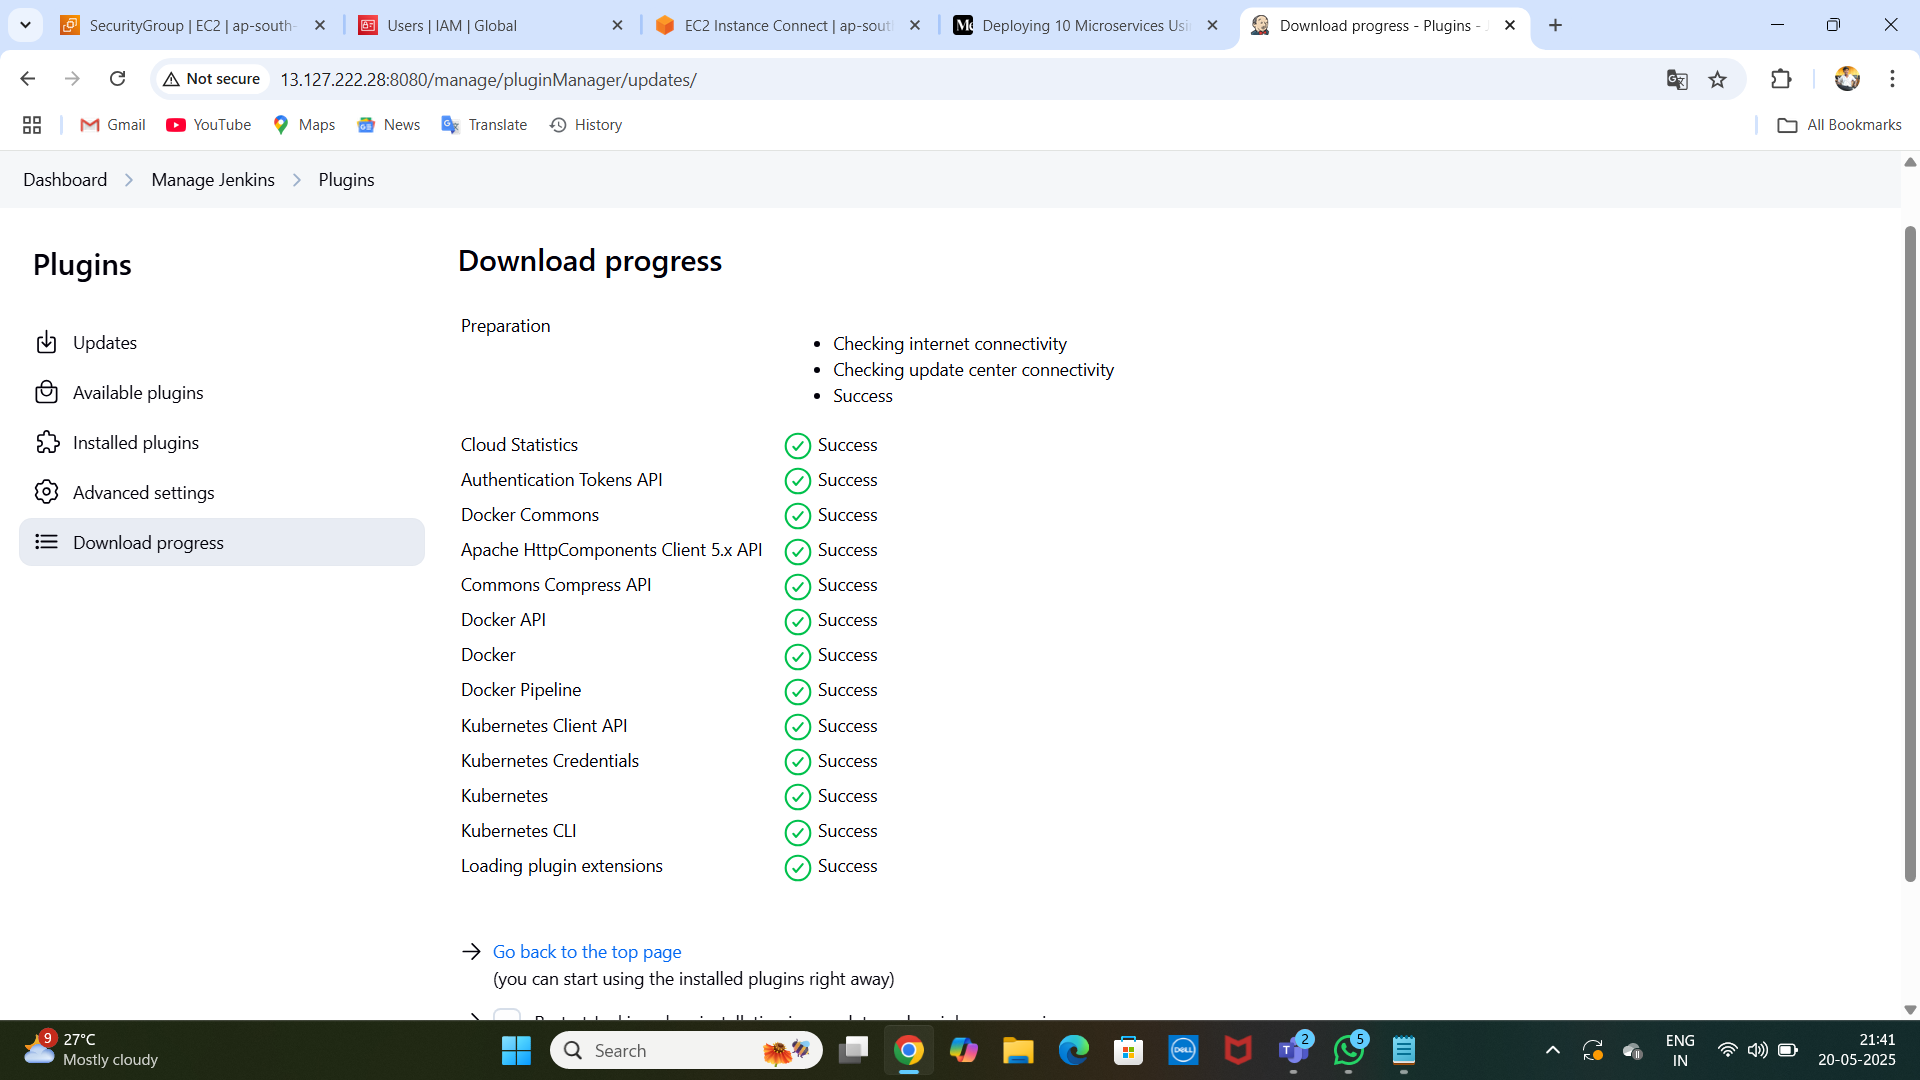 SecurityGroup | EC2 | ap-south-
Users | IAM | Global
EC2 Instance Connect | ap-sout
Deploying 10 Microservices Usi
Download progress - Plugins -
Not secure
13.127.222.28:8080/manage/pluginManager/updates/
Gmail
YouTube
Maps
News
Translate
History
All Bookmarks
Dashboard
Manage Jenkins
Plugins
Plugins
Updates
Available plugins
Installed plugins
Advanced settings
Download progress
Download progress
Preparation
Checking internet connectivity
Checking update center connectivity
Success
Cloud Statistics Success
Authentication Tokens API Success
Docker Commons Success
Apache HttpComponents Client 5.x API Success
Commons Compress API Success
Docker API Success
Docker Success
Docker Pipeline Success
Kubernetes Client API Success
Kubernetes Credentials Success
Kubernetes Success
Kubernetes CLI Success
Loading plugin extensions Success
Go back to the top page
(you can start using the installed plugins right away)
9
27°C
Mostly cloudy
Search
DELL
2
5
ENG
IN
21:41
20-05-2025